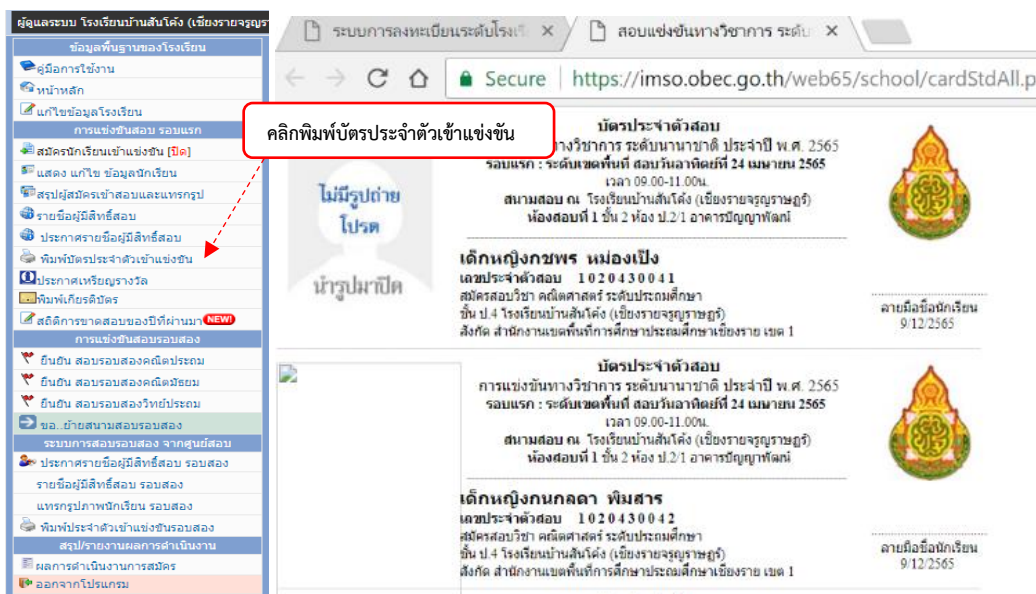 ผู้ดูแลระบบ โรงเรียนบ้านสันโค้ง (เชียงรายจรูญรา
ข้อมูลพื้นฐานของโรงเรียน
คู่มือการใช้งาน
หน้าหลัก
แก้ไขข้อมูลโรงเรียน
การแข่งขันสอบ รอบแรก
สมัครนักเรียนเข้าแข่งขัน [ปิด]
แสดง แก้ไข ข้อมูลนักเรียน
สรุปผู้สมัครเข้าสอบและแทรกรูป
รายชื่อผู้มีสิทธิ์สอบ
ประกาศรายชื่อผู้มีสิทธิ์สอบ
พิมพ์บัตรประจำตัวเข้าแข่งขัน
ประกาศเหรียญรางวัล
พิมพ์เกียรติบัตร
สถิติการขาดสอบของปีที่ผ่านมา NEW!)
การแข่งขันสอบรอบสอง
ยืนยัน สอบรอบสองคณิตประถม
ยืนยัน สอบรอบสองคณิตมัธยม
ยืนยัน สอบรอบสองวิทย์ประถม
ขอ..ย้ายสนามสอบรอบสอง
ระบบการสอบรอบสอง จากศูนย์สอบ
ประกาศรายชื่อผู้มีสิทธิ์สอบ รอบสอง
รายชื่อผู้มีสิทธิ์สอบ รอบสอง
แทรกรูปภาพนักเรียน รอบสอง
พิมพ์ประจำตัวเข้าแข่งขันรอบสอง
สรุป/รายงานผลการดำเนินงาน
ผลการดำเนินงานการสมัคร
ออกจากโปรแกรม
ระบบการลงทะเบียนระดับโรงเรี
สอบแข่งขันทางวิชาการ ระดับ
Secure https://imso.obec.go.th/web65/school/cardStdAll.p
คลิกพิมพ์บัตรประจำตัวเข้าแข่งขัน
บัตรประจำตัวสอบ
ทางวิชาการ ระดับนานาชาติ ประจำปี พ.ศ. 2565
รอบแรก : ระดับเขตพื้นที่ สอบวันอาทิตย์ที่ 24 เมษายน 2565
เวลา 09.00-11.00น.
สนามสอบ ณ โรงเรียนบ้านสันโค้ง (เชียงรายจรูญราษฎร์)
ห้องสอบที่ 1 ชั้น 2 ห้อง ป.2/1 อาคารปัญญาพัฒน์
ไม่มีรูปถ่าย
โปรด
นำรูปมาปิด
เด็กหญิงกชพร หม่องเป็ง
เลขประจำตัวสอบ 1020430041
สมัครสอบวิชา คณิตศาสตร์ ระดับประถมศึกษา
ชั้น ป.4 โรงเรียนบ้านสันโค้ง (เชียงรายจรูญราษฎร์)
สังกัด สำนักงานเขตพื้นที่การศึกษาประถมศึกษาเชียงราย เขต 1
ลายมือชื่อนักเรียน
9/12/2565
บัตรประจำตัวสอบ
การแข่งขันทางวิชาการ ระดับนานาชาติ ประจำปี พ.ศ. 2565
รอบแรก : ระดับเขตพื้นที่ สอบวันอาทิตย์ที่ 24 เมษายน 2565
เวลา 09.00-11.00น.
สนามสอบ ณ โรงเรียนบ้านสันโค้ง (เชียงรายจรูญราษฎร์)
ห้องสอบที่ 1 ชั้น 2 ห้อง ป.2/1 อาคารปัญญาพัฒน์
เด็กหญิงกนกลดา พิมสาร
เลขประจำตัวสอบ 1020430042
สมัครสอบวิชา คณิตศาสตร์ ระดับประถมศึกษา
ชั้น ป.4 โรงเรียนบ้านสันโค้ง (เชียงรายจรูญราษฎร์)
สังกัด สำนักงานเขตพื้นที่การศึกษาประถมศึกษาเชียงราย เขต 1
ลายมือชื่อนักเรียน
9/12/2565